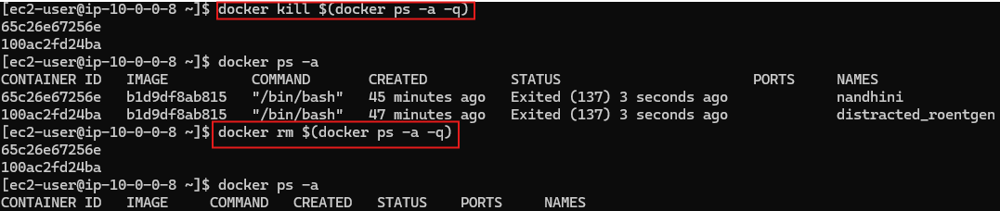 [ec2-user@ip-10-0-0-8 ~]$ docker kill $(docker ps -a -q)
65c26e67256e
100ac2fd24ba
[ec2-user@ip-10-0-0-8 ~]$ docker ps -a
CONTAINER ID   IMAGE          COMMAND       CREATED          STATUS                       PORTS     NAMES
65c26e67256e   b1d9df8ab815   "/bin/bash"   45 minutes ago   Exited (137) 3 seconds ago             nandhini
100ac2fd24ba   b1d9df8ab815   "/bin/bash"   47 minutes ago   Exited (137) 3 seconds ago             distracted_roentgen
[ec2-user@ip-10-0-0-8 ~]$ docker rm $(docker ps -a -q)
65c26e67256e
100ac2fd24ba
[ec2-user@ip-10-0-0-8 ~]$ docker ps -a
CONTAINER ID   IMAGE     COMMAND   CREATED   STATUS    PORTS     NAMES